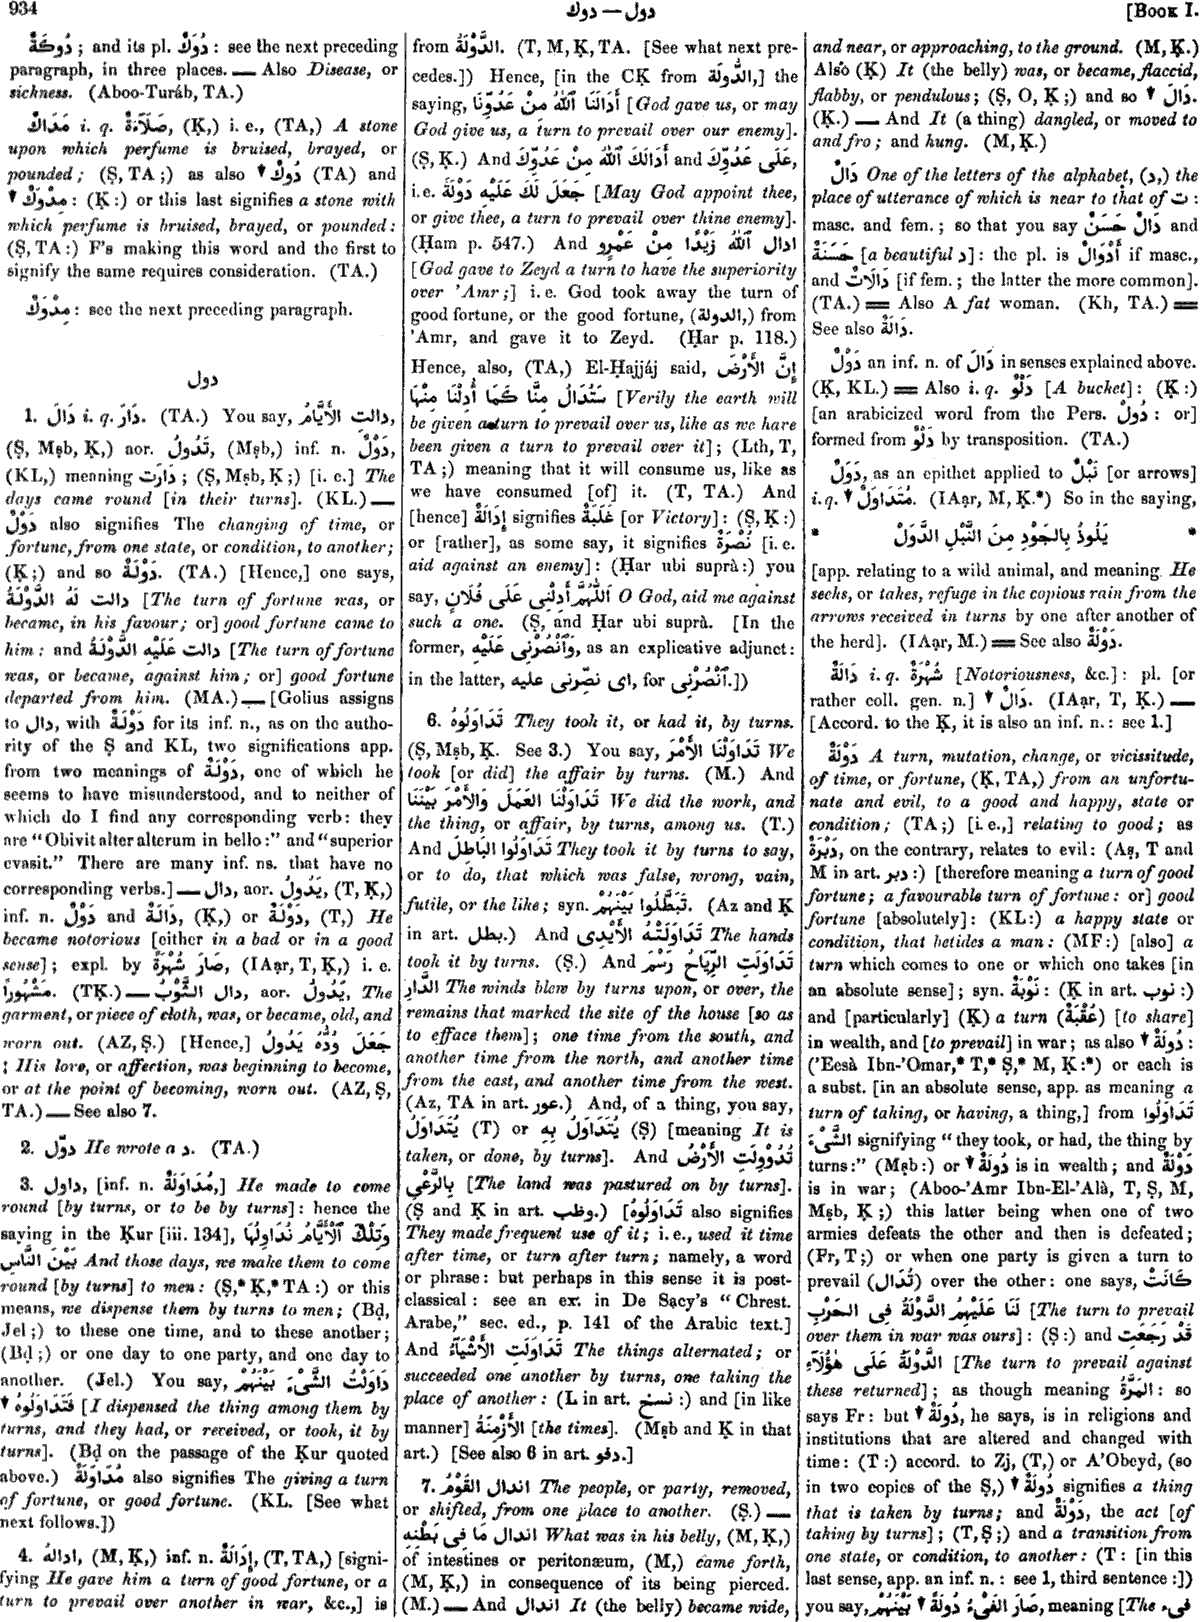 934
دول — دوك
[Book I.
دُوكَةٌ ; and its pl. دُوَكٌ : see the next preceding
paragraph, in three places. — Also Disease, or
sickness. (Aboo-Turáb, TA.)
مَدَاكٌ i. q. صَلَآءَةٌ, (Ḳ,) i. e., (TA,) A stone
upon which perfume is bruised, brayed, or
pounded ; (Ṣ, TA ;) as also ↑ دُوكٌ (TA) and
↑ مِدْوَكٌ : (Ḳ :) or this last signifies a stone with
which perfume is bruised, brayed, or pounded :
(Ṣ, TA :) F's making this word and the first to
signify the same requires consideration. (TA.)
مِدْوَكٌ : see the next preceding paragraph.
دول
1. دَالَ i. q. دَارَ. (TA.) You say, دالت الأَيَّامُ,
(Ṣ, Mṣb, Ḳ,) aor. تَدُولُ, (Mṣb,) inf. n. دَوْلٌ,
(KL,) meaning دَارَت ; (Ṣ, Mṣb, Ḳ ;) [i. e.] The
days came round [in their turns]. (KL.) —
دَوْلٌ also signifies The changing of time, or
fortune, from one state, or condition, to another ;
(Ḳ ;) and so دَوْلَةٌ. (TA.) [Hence,] one says,
دالت لَهُ الدَّوْلَةُ [The turn of fortune was, or
became, in his favour ; or] good fortune came to
him : and دالت عَلَيْهِ الدَّوْلَةُ [The turn of fortune
was, or became, against him ; or] good fortune
departed from him. (MA.) — [Golius assigns
to دال, with دَوْلَةٌ for its inf. n., as on the autho-
rity of the Ṣ and KL, two significations app.
from two meanings of دَوْلَةٌ, one of which he
seems to have misunderstood, and to neither of
which do I find any corresponding verb : they
are "Obivit alter alterum in bello :" and "superior
evasit." There are many inf. ns. that have no
corresponding verbs.] — دال, aor. يَدُولُ, (T, Ḳ,)
inf. n. دَوْلٌ and دَالَةٌ, (Ḳ,) or دَوْلَةٌ, (T,) He
became notorious [either in a bad or in a good
sense] ; expl. by صَارَ شُهْرَةً, (IAạr, T, Ḳ,) i. e.
مَشْهُورًا. (TḲ.) — دال الثَّوْبُ, aor. يَدُولُ, The
garment, or piece of cloth, was, or became, old, and
worn out. (AZ, Ṣ.) [Hence,] جَعَلَ وُدُّهُ يَدُولُ
‡ His love, or affection, was beginning to become,
or at the point of becoming, worn out. (AZ, Ṣ,
TA.) — See also 7.
2. دوّل He wrote a د. (TA.)
3. داول, [inf. n. مُدَاوَلَةٌ,] He made to come
round [by turns, or to be by turns] : hence the
saying in the Ḳur [iii. 134], وَتِلْكَ ٱلْأَيَّامُ نُدَاوِلُهَا
بَيْنَ النَّاسِ And those days, we make them to come
round [by turns] to men : (Ṣ,* Ḳ,* TA :) or this
means, we dispense them by turns to men ; (Bḍ,
Jel ;) to these one time, and to these another ;
(Bḍ ;) or one day to one party, and one day to
another. (Jel.) You say, دَاوَلْتُ الشَّىْءَ بَيْنَهُمْ
↑ فَتَدَاوَلُوهُ [I dispensed the thing among them by
turns, and they had, or received, or took, it by
turns]. (Bḍ on the passage of the Ḳur quoted
above.) مُدَاوَلَةٌ also signifies The giving a turn
of fortune, or good fortune. (KL. [See what
next follows.])
4. ادالهُ, (M, Ḳ,) inf. n. إِدَالَةٌ, (T, TA,) [signi-
fying He gave him a turn of good fortune, or a
turn to prevail over another in war, &c.,] is
from الدَّوْلَةُ. (T, M, Ḳ, TA. [See what next pre-
cedes.]) Hence, [in the CḲ from الدُّولَة,] the
saying, أَدَالَنَا ٱللّٰهُ مِنْ عَدُوِّنَا [God gave us, or may
God give us, a turn to prevail over our enemy].
(Ṣ, Ḳ.) And أَدَالَكَ ٱللّٰهُ مِنْ عَدُوِّكَ and عَلَى عَدُوِّكَ,
i. e. جَعَلَ لَكَ عَلَيْهِ دَوْلَةً [May God appoint thee,
or give thee, a turn to prevail over thine enemy].
(Ḥam p. 547.) And ادال ٱللّٰهُ زَيْدًا مِنْ عَمْرٍو
[God gave to Zeyd a turn to have the superiority
over 'Amr ;] i. e. God took away the turn of
good fortune, or the good fortune, (الدولة,) from
'Amr, and gave it to Zeyd. (Ḥar p. 118.)
Hence, also, (TA,) El-Ḥajjáj said, إِنَّ الأَرْضَ
سَتُدَالُ مِنَّا كَمَا أُدِلْنَا مِنْهَا [Verily the earth will
be given a turn to prevail over us, like as we have
been given a turn to prevail over it] ; (Lth, T,
TA ;) meaning that it will consume us, like as
we have consumed [of] it. (T, TA.) And
[hence] إِدَالَةٌ signifies غَلَبَةٌ [or Victory] : (Ṣ, Ḳ :)
or [rather], as some say, it signifies نُصْرَةٌ [i. e.
aid against an enemy] : (Ḥar ubi suprà :) you
say, اَللّٰهُمَّ أَدِلْنِى عَلَى فُلَانٍ O God, aid me against
such a one. (Ṣ, and Ḥar ubi suprà. [In the
former, وَٱنْصُرْنِى عَلَيْهِ, as an explicative adjunct :
in the latter, اى نصّرنى عليه, for ٱنْصُرْنِى.])
6. تَدَاوَلُوهُ They took it, or had it, by turns.
(Ṣ, Mṣb, Ḳ. See 3.) You say, تَدَاوَلْنَا الأَمْرَ We
took [or did] the affair by turns. (M.) And
تَدَاوَلْنَا العَمَلَ وَالأَمْرَ بَيْنَنَا We did the work, and
the thing, or affair, by turns, among us. (T.)
And تَدَاوَلُوا البَاطِلَ They took it by turns to say,
or to do, that which was false, wrong, vain,
futile, or the like ; syn. تَبَطَّلُوا بَيْنَهُمْ. (Az and Ḳ
in art. بطل.) And تَدَاوَلَتْهُ الأَيْدِى The hands
took it by turns. (Ṣ.) And تَدَاوَلَتِ الرِّيَاحُ رَسْمَ
الدَّارِ The winds blew by turns upon, or over, the
remains that marked the site of the house [so as
to efface them] ; one time from the south, and
another time from the north, and another time
from the east, and another time from the west.
(Az, TA in art. عور.) And, of a thing, you say,
يُتَدَاوَلُ (T) or يُتَدَاوَلُ بِهِ (Ṣ) [meaning It is
taken, or done, by turns]. And تُدُووِلَتِ الأَرْضُ
بِالرَّعْىِ [The land was pastured on by turns].
(Ṣ and Ḳ in art. وظب.) [تَدَاوَلُوهُ also signifies
They made frequent use of it ; i. e., used it time
after time, or turn after turn ; namely, a word
or phrase : but perhaps in this sense it is post-
classical : see an ex. in De Sacy's "Chrest.
Arabe," sec. ed., p. 141 of the Arabic text.]
And تَدَاوَلَتِ الأَشْيَآءُ The things alternated ; or
succeeded one another by turns, one taking the
place of another : (L in art. نسخ :) and [in like
manner] الأَزْمِنَةُ [the times]. (Mṣb and Ḳ in that
art.) [See also 6 in art. دفو.]
7. اندال القَوْمُ The people, or party, removed,
or shifted, from one place to another. (Ṣ.) —
اندال مَا فِى بَطْنِهِ What was in his belly, (M, Ḳ,)
of intestines or peritonæum, (M,) came forth,
(M, Ḳ,) in consequence of its being pierced.
(M.) — And اندال It (the belly) became wide,
and near, or approaching, to the ground. (M, Ḳ.)
Also (Ḳ) It (the belly) was, or became, flaccid,
flabby, or pendulous ; (Ṣ, O, Ḳ ;) and so ↑ دَالَ.
(Ḳ.) — And It (a thing) dangled, or moved to
and fro ; and hung. (M, Ḳ.)
دَالٌ One of the letters of the alphabet, (د,) the
place of utterance of which is near to that of ت :
masc. and fem. ; so that you say دَالٌ حَسَنٌ and
حَسَنَةٌ [a beautiful د] : the pl. is أَدْوَالٌ if masc.,
and دَالَاتٌ [if fem. ; the latter the more common].
(TA.) = Also A fat woman. (Kh, TA.) =
See also دَالَةٌ.
دَوْلٌ an inf. n. of دَالَ in senses explained above.
(Ḳ, KL.) = Also i. q. دَلْوٌ [A bucket] : (Ḳ :)
[an arabicized word from the Pers. دُولْ : or]
formed from دَلْوٌ by transposition. (TA.)
دَوَلٌ, as an epithet applied to نَبْلٌ [or arrows]
i. q. ↑ مُتَدَاوَلٌ. (IAạr, M, Ḳ.*) So in the saying,
* يَلُوذُ بِالجَوْدِ مِنَ النَّبْلِ الدَّوَلْ *
[app. relating to a wild animal, and meaning He
seeks, or takes, refuge in the copious rain from the
arrows received in turns by one after another of
the herd]. (IAạr, M.) = See also دَوْلَةٌ.
دَالَةٌ i. q. شُهْرَةٌ [Notoriousness, &c.] : pl. [or
rather coll. gen. n.] ↑ دَالٌ. (IAạr, T, Ḳ.) —
[Accord. to the Ḳ, it is also an inf. n. : see 1.]
دَوْلَةٌ A turn, mutation, change, or vicissitude,
of time, or fortune, (Ḳ, TA,) from an unfortu-
nate and evil, to a good and happy, state or
condition ; (TA ;) [i. e.,] relating to good ; as
دَبْرَةٌ, on the contrary, relates to evil : (Aṣ, T and
M in art. دبر :) [therefore meaning a turn of good
fortune ; a favourable turn of fortune : or] good
fortune [absolutely] : (KL :) a happy state or
condition, that betides a man : (MF :) [also] a
turn which comes to one or which one takes [in
an absolute sense] ; syn. نَوْبَةٌ : (Ḳ in art. نوب :)
and [particularly] (Ḳ) a turn (عُقْبَةٌ) [to share]
in wealth, and [to prevail] in war ; as also ↑ دُولَةٌ :
('Eesà Ibn-'Omar,* T,* Ṣ,* M, Ḳ :*) or each is
a subst. [in an absolute sense, app. as meaning a
turn of taking, or having, a thing,] from تَدَاوَلُوا
الشَّىْءَ signifying "they took, or had, the thing by
turns :" (Mṣb :) or ↑ دُولَةٌ is in wealth ; and دَوْلَةٌ
is in war ; (Aboo-'Amr Ibn-El-'Alà, T, Ṣ, M,
Mṣb, Ḳ ;) this latter being when one of two
armies defeats the other and then is defeated ;
(Fr, T ;) or when one party is given a turn to
prevail (تُدَال) over the other : one says, كَانَتْ
لَنَا عَلَيْهِمُ الدَّوْلَةُ فِى الحَرْبِ [The turn to prevail
over them in war was ours] : (Ṣ :) and قَدْ رَجَعَتِ
الدَّوْلَةُ عَلَى هٰؤُلَآءِ [The turn to prevail against
these returned] ; as though meaning المَرَّةُ : so
says Fr : but ↑ دُولَةٌ, he says, is in religions and
institutions that are altered and changed with
time : (T :) accord. to Zj, (T,) or A'Obeyd, (so
in two copies of the Ṣ,) ↑ دُولَةٌ signifies a thing
that is taken by turns ; and دَوْلَةٌ, the act [of
taking by turns] ; (T, Ṣ ;) and a transition from
one state, or condition, to another : (T : [in this
last sense, app. an inf. n. : see 1, third sentence :])
you say, صَارَ الفَىْءُ دُولَةً ↑ بَيْنَهُمْ, meaning [The فىء